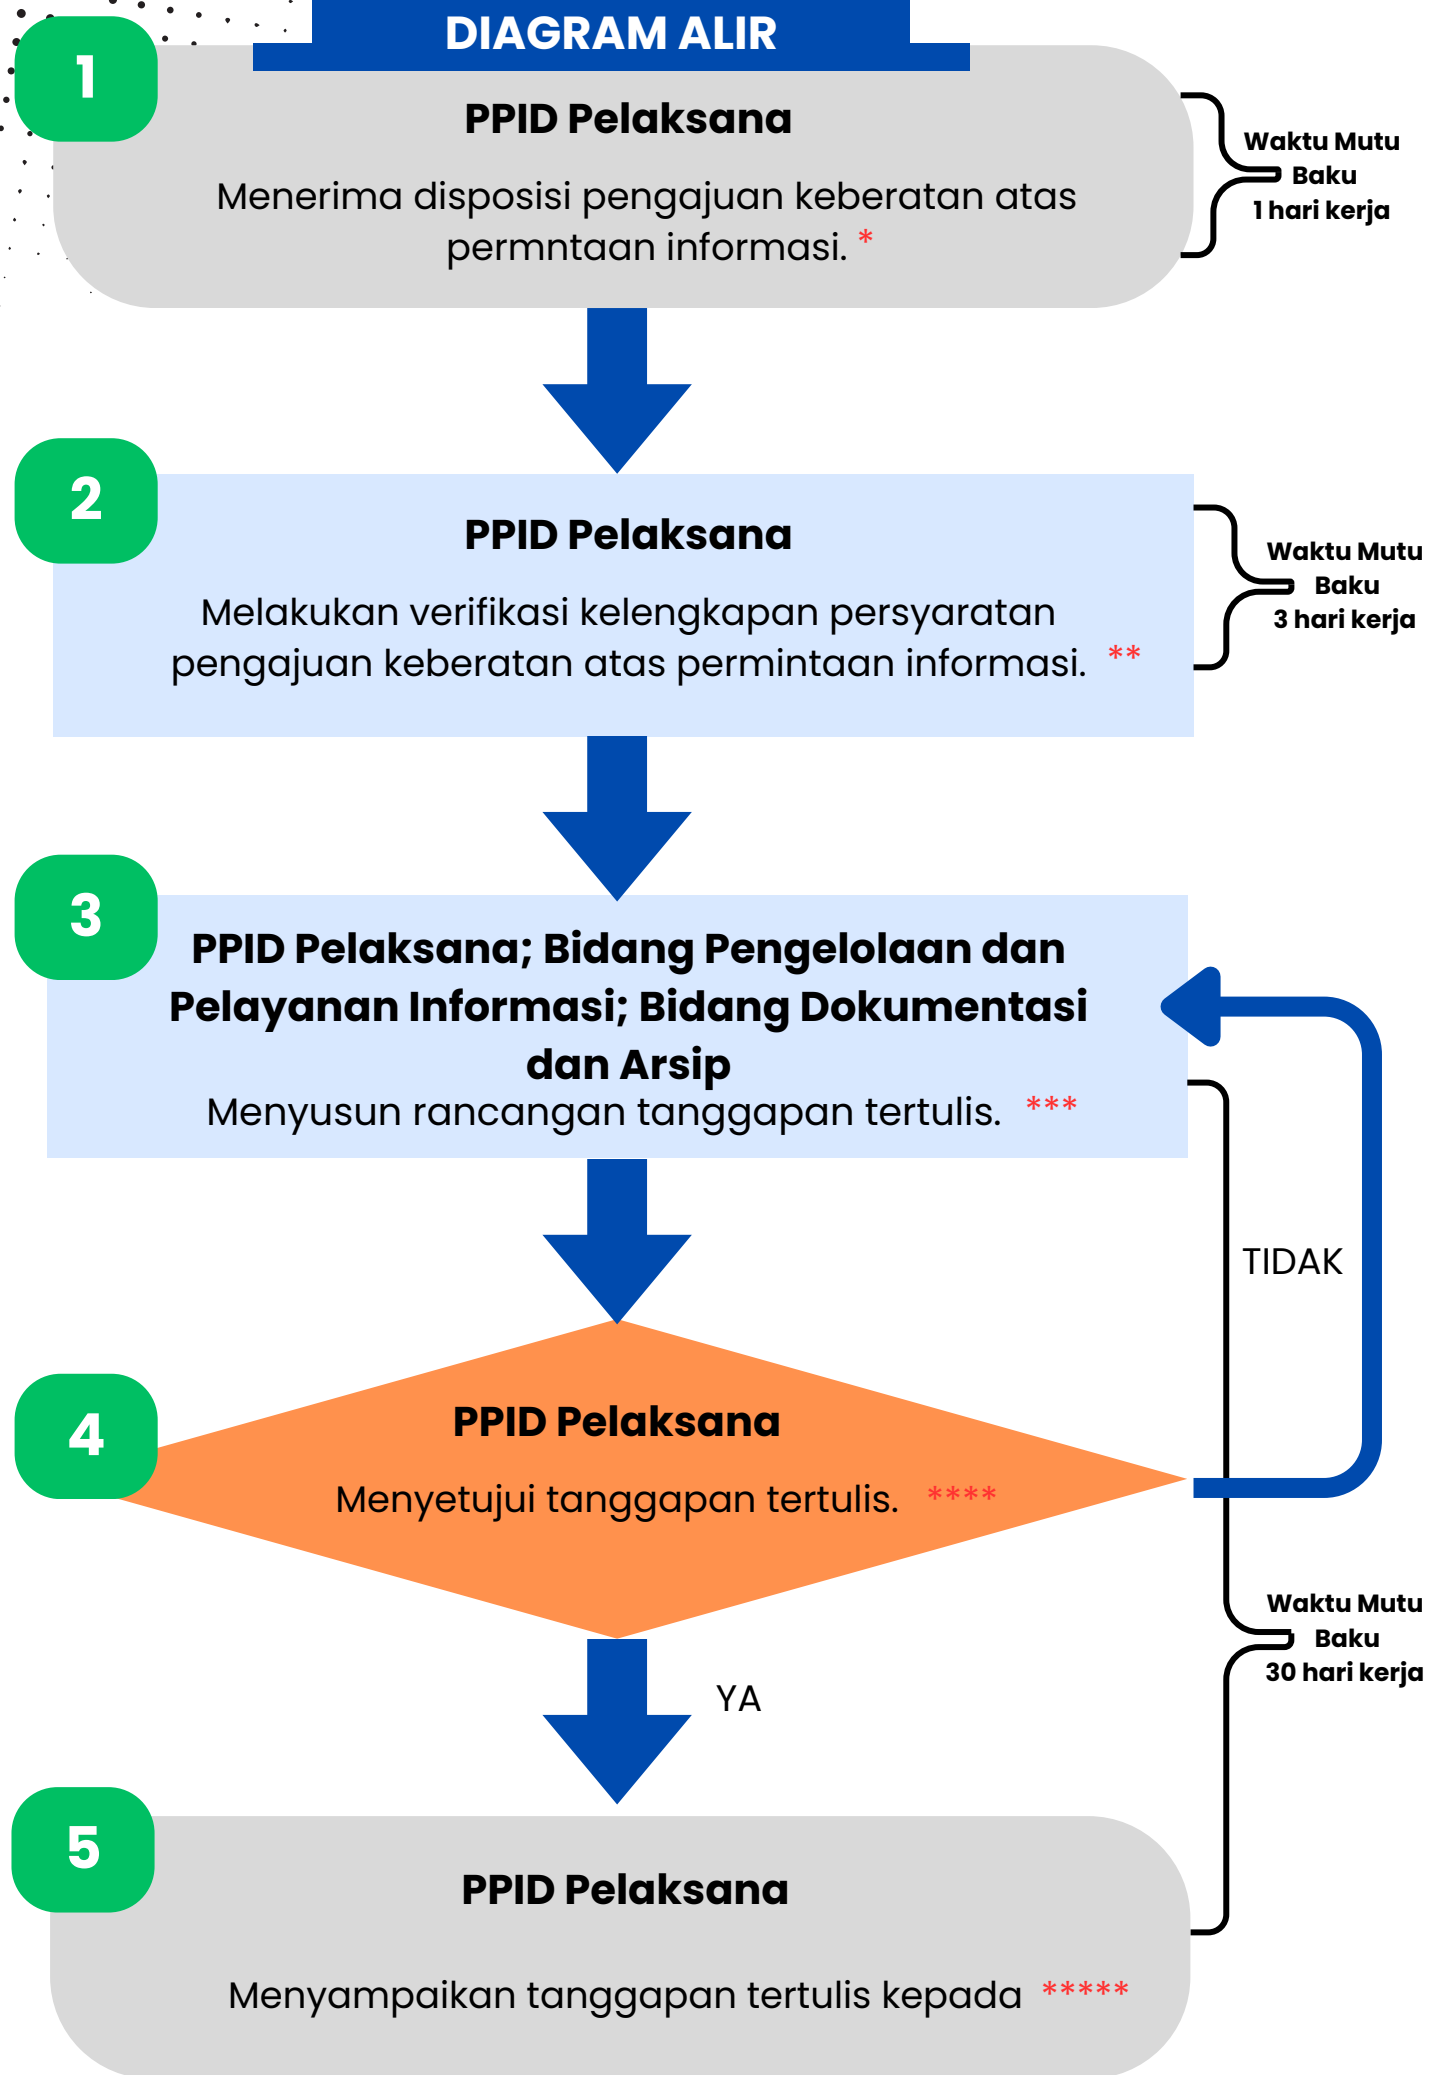 DIAGRAM ALIR
1
PPID Pelaksana
Menerima disposisi pengajuan keberatan atas
permntaan informasi. *
Waktu Mutu
Baku
1 hari kerja
2
PPID Pelaksana
Melakukan verifikasi kelengkapan persyaratan
pengajuan keberatan atas permintaan informasi. **
Waktu Mutu
Baku
3 hari kerja
3
PPID Pelaksana; Bidang Pengelolaan dan
Pelayanan Informasi; Bidang Dokumentasi
dan Arsip
Menyusun rancangan tanggapan tertulis. ***
TIDAK
4
PPID Pelaksana
Menyetujui tanggapan tertulis. ****
Waktu Mutu
Baku
30 hari kerja
YA
5
PPID Pelaksana
Menyampaikan tanggapan tertulis kepada *****